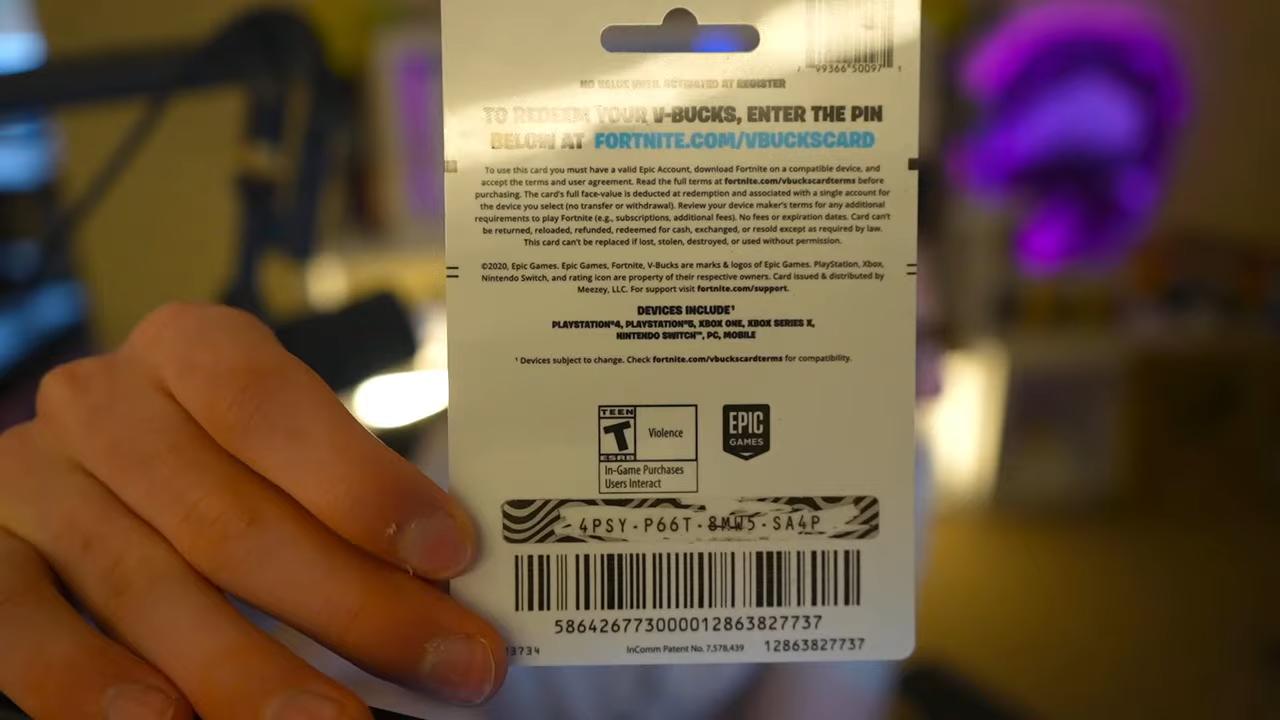 99366"50097 1
NO VALUE UNTIL ACTIVATED AT REGISTER
TO REDEEM YOUR V-BUCKS, ENTER THE PIN
BELOW AT FORTNITE.COM/VBUCKSCARD
To use this card you must have a valid Epic Account, download Fortnite on a compatible device, and
accept the terms and user agreement. Read the full terms at fortnite.com/vbuckscardterms before
purchasing. The card's full face-value is deducted at redemption and associated with a single account for
the device you select (no transfer or withdrawal). Review your device maker's terms for any additional
requirements to play Fortnite (e.g., subscriptions, additional fees). No fees or expiration dates. Card can't
be returned, reloaded, refunded, redeemed for cash, exchanged, or resold except as required by law.
This card can't be replaced if lost, stolen, destroyed, or used without permission.
©2020, Epic Games. Epic Games, Fortnite, V-Bucks are marks & logos of Epic Games. PlayStation, Xbox,
Nintendo Switch, and rating icon are property of their respective owners. Card issued & distributed by
Meezey, LLC. For support visit fortnite.com/support.
DEVICES INCLUDE¹
PLAYSTATION®4, PLAYSTATION®5, XBOX ONE, XBOX SERIES X,
NINTENDO SWITCH™, PC, MOBILE
¹ Devices subject to change. Check fortnite.com/vbuckscardterms for compatibility.
TEEN
T
ESRB
Violence
In-Game Purchases
Users Interact
EPIC
GAMES
4PSY-P66T-8MW5-SA4P
586426773000012863827737
3734
InComm Patent No. 7,578,439
12863827737